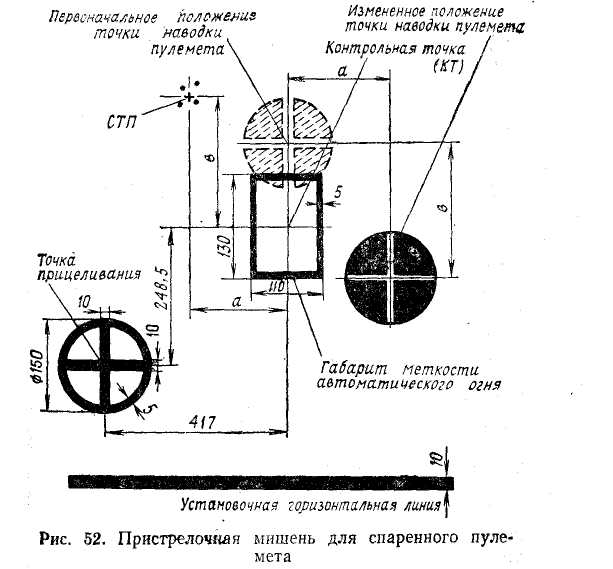 Первоначальное положение
точки наводки
пулемета
Измененное положение
точки наводки пулемета
Контрольная точка
(КТ)
а
СТП
в
в
5
130
110
Точка
прицеливания
248,5
а
10
10
Ф150
5
Габарит меткости
автоматического огня
417
10
Установочная горизонтальная линия
Рис. 52. Пристрелочная мишень для спаренного пуле-
мета